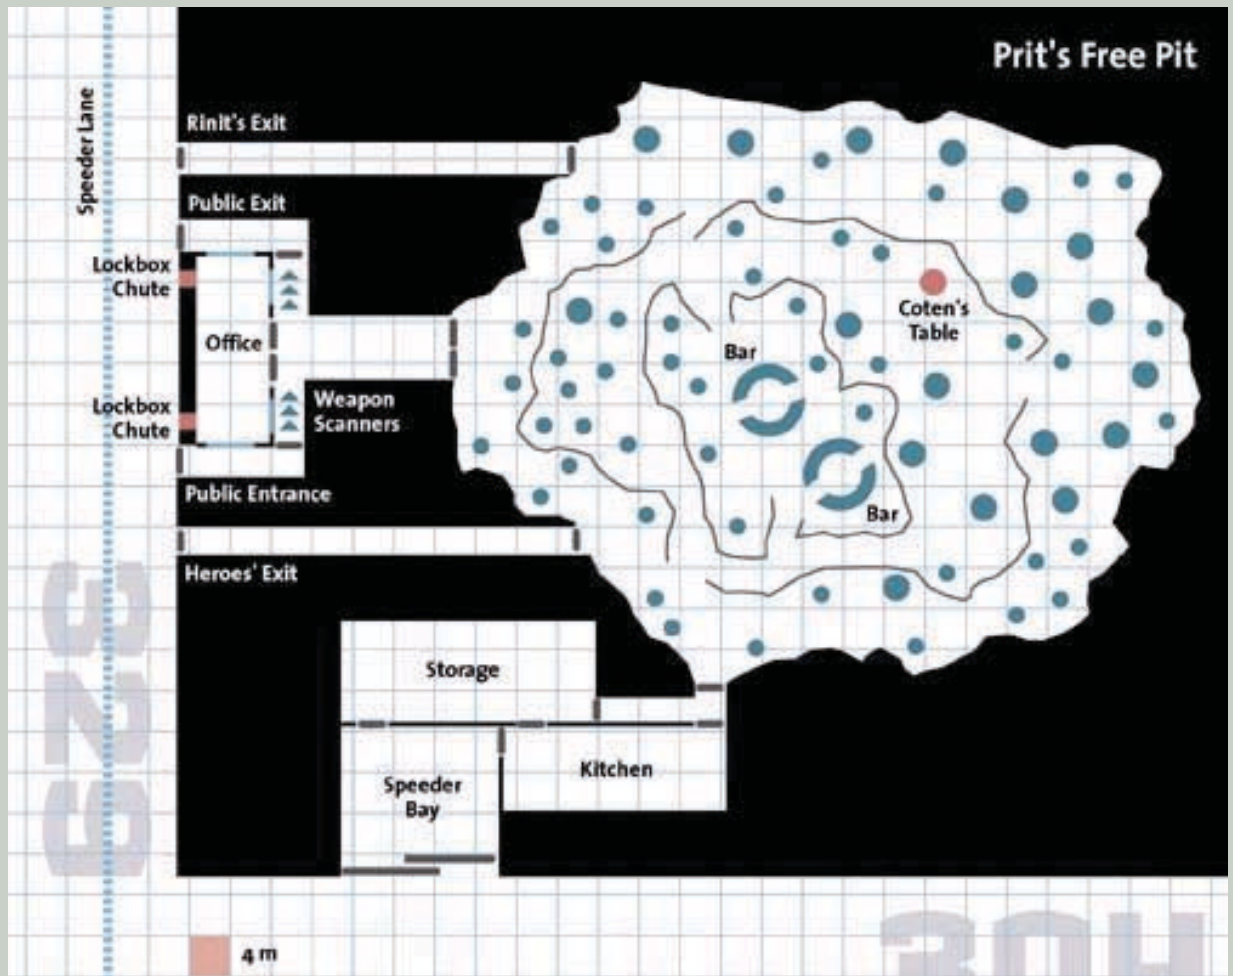 Prit's Free Pit
Speeder Lane
Rinit's Exit
Public Exit
Lockbox
Chute
Office
Coten's
Table
Bar
Lockbox
Chute
Weapon
Scanners
Public Entrance
Bar
Heroes' Exit
Storage
Kitchen
Speeder
Bay
329
4 m